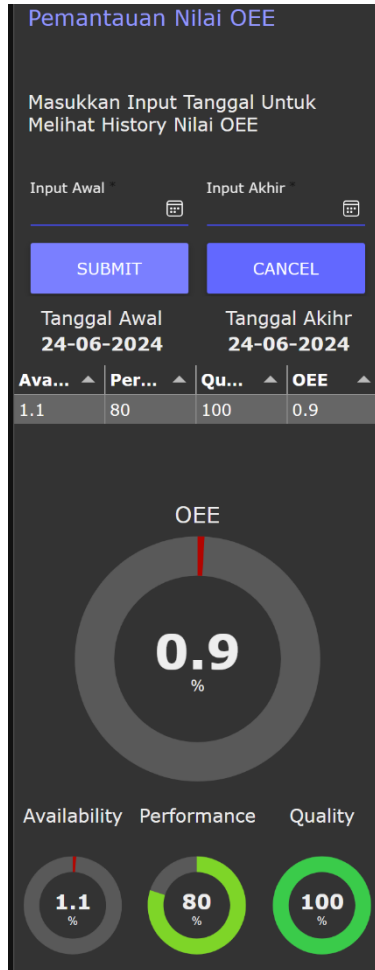 Pemantauan Nilai OEE
Masukkan Input Tanggal Untuk
Melihat History Nilai OEE
Input Awal * Input Akhir *
SUBMIT CANCEL
Tanggal Awal Tanggal Akihr
24-06-2024 24-06-2024
Ava... Per... Qu... OEE
1.1 80 100 0.9
OEE
0.9
%
Availability Performance Quality
1.1 80 100
% % %